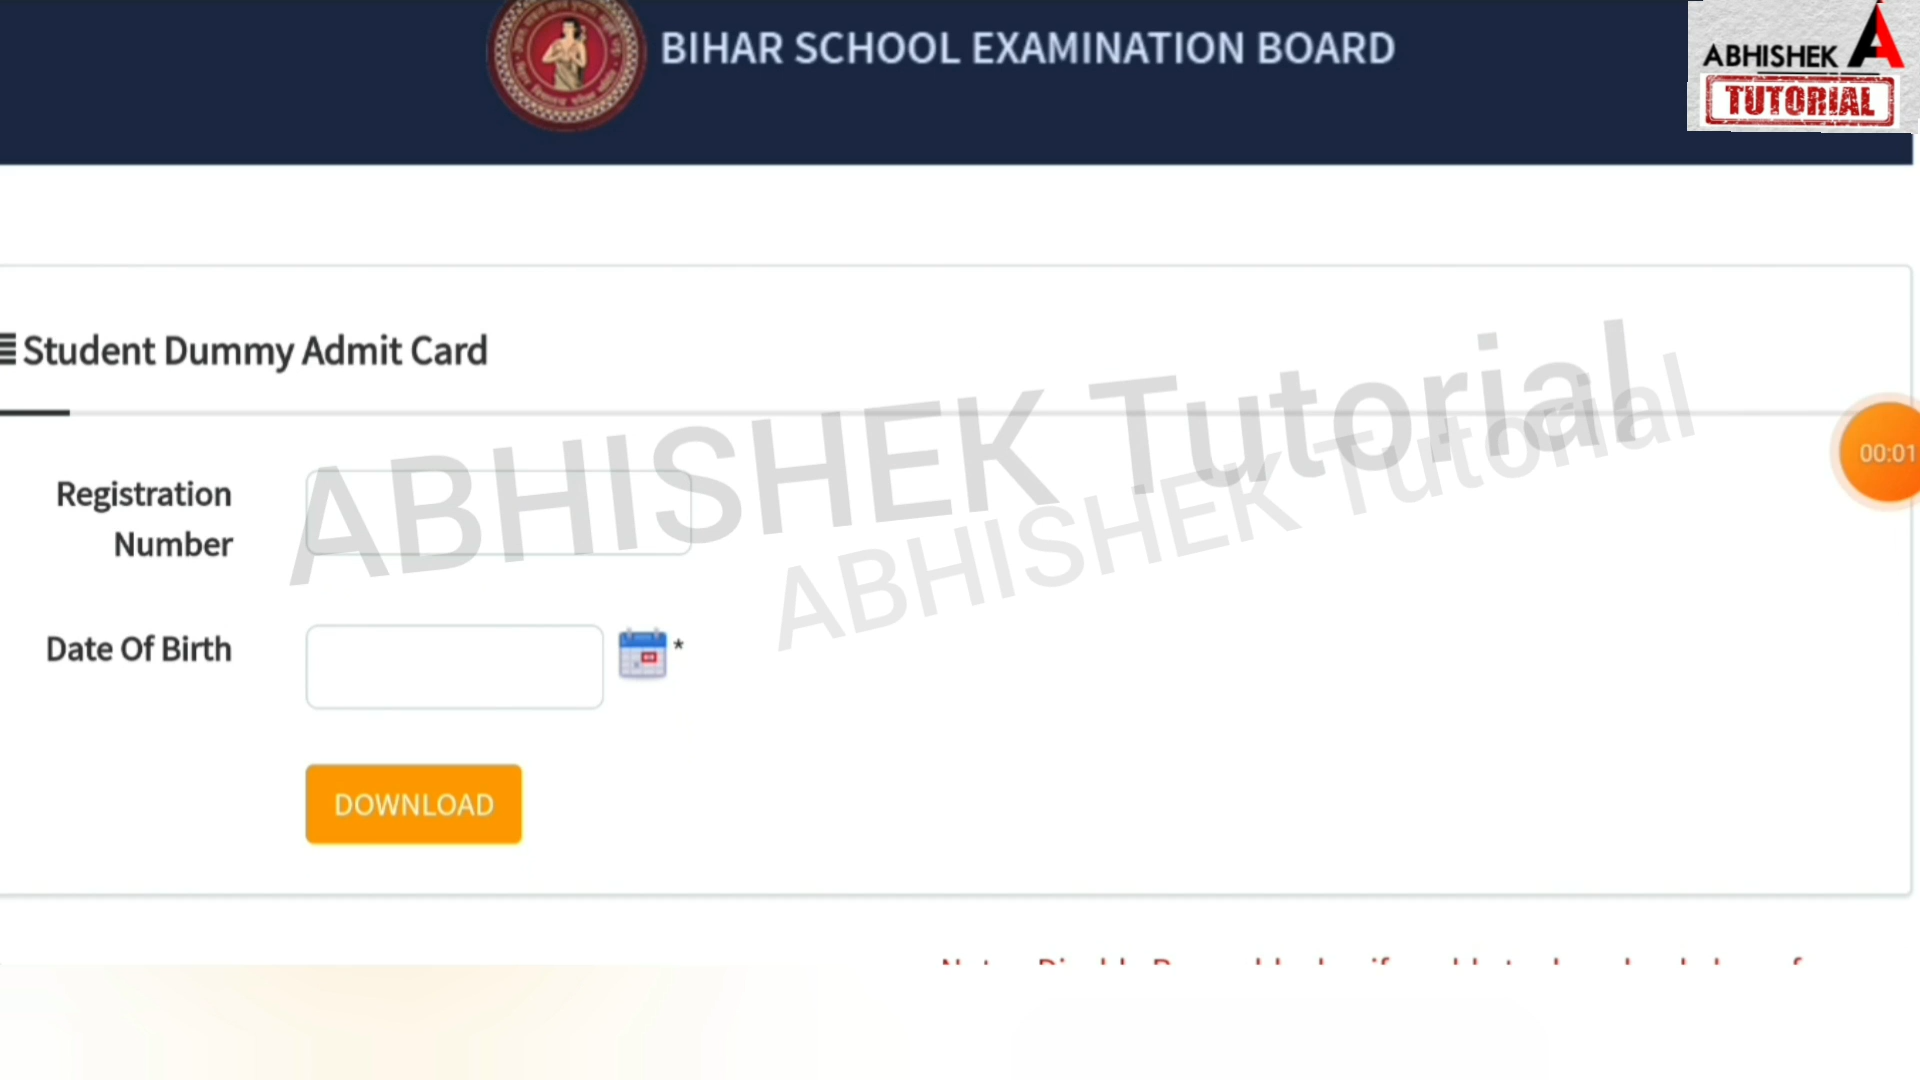 BIHAR SCHOOL EXAMINATION BOARD
ABHISHEK A
TUTORIAL
Student Dummy Admit Card
ABHISHEK Tutorial
ABHISHEK Tutorial
00:01
Registration
Number
Date Of Birth
*
DOWNLOAD